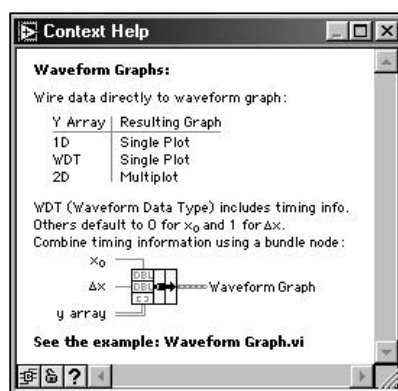 Context Help
Waveform Graphs:
Wire data directly to waveform graph:
Y Array Resulting Graph
1D Single Plot
WDT Single Plot
2D Multiplot
WDT (Waveform Data Type) includes timing info.
Others default to 0 for x₀ and 1 for Δx.
Combine timing information using a bundle node:
x₀
DBL
Δx DBL Waveform Graph
y array
See the example: Waveform Graph.vi
?